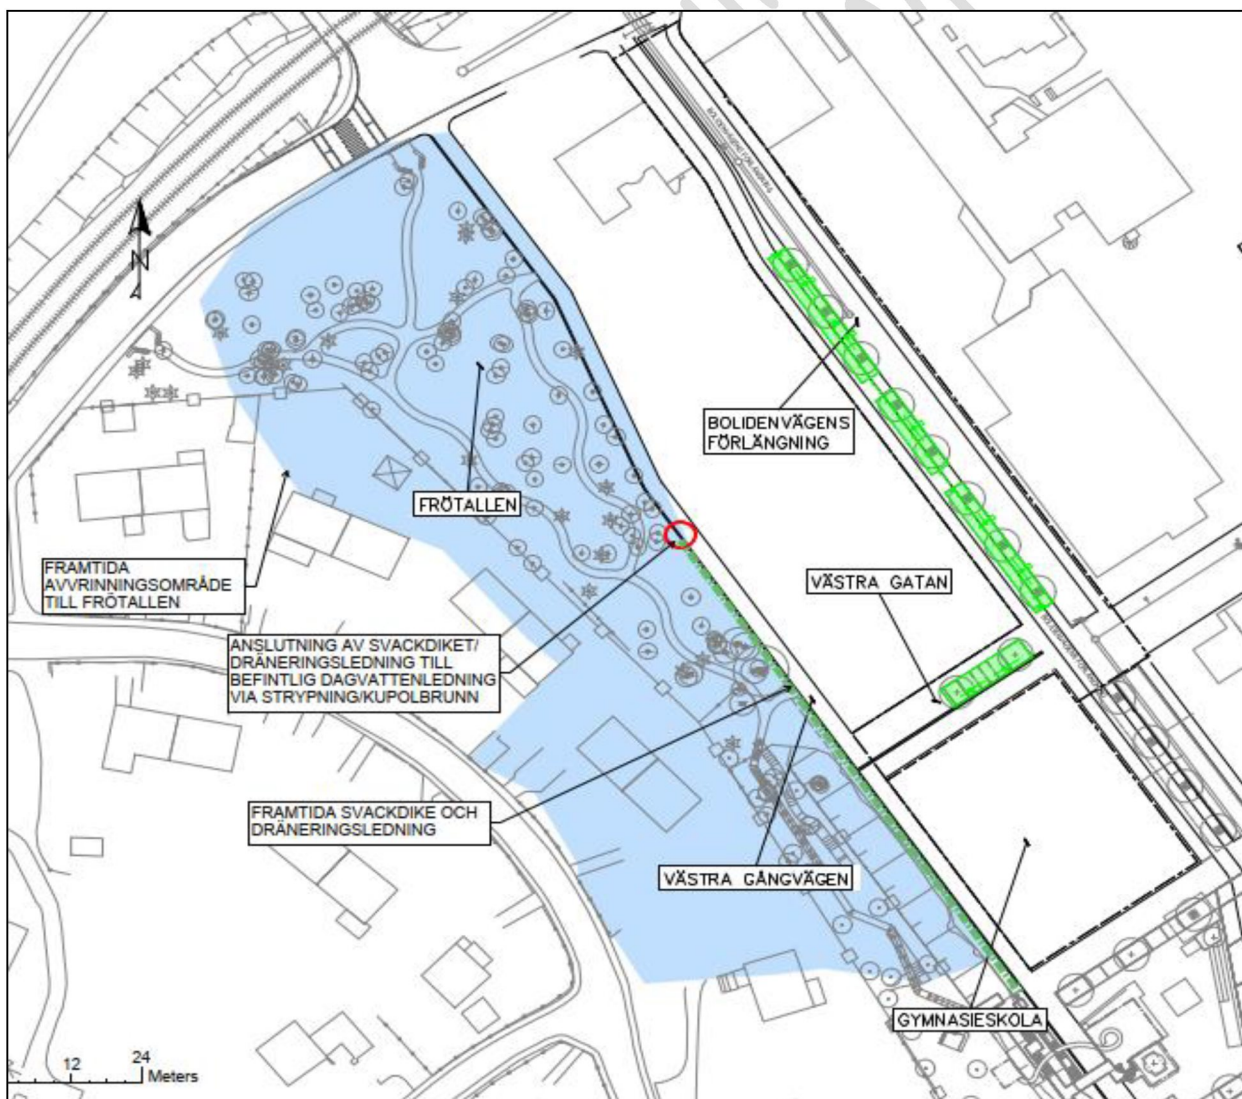 BOLIDENVÄGENS
FÖRLÄNGNING
FRÖTALLEN
FRAMTIDA
AVVRINNINGSOMRÅDE
TILL FRÖTALLEN
VÄSTRA GATAN
ANSLUTNING AV SVACKDIKET/
DRÄNERINGSLEDNING TILL
BEFINTLIG DAGVATTENLEDNING
VIA STRYPNING/KUPOLBRUNN
FRAMTIDA SVACKDIKE OCH
DRÄNERINGSLEDNING
VÄSTRA GÅNGVÄGEN
GYMNASIESKOLA
N
12 24
Meters